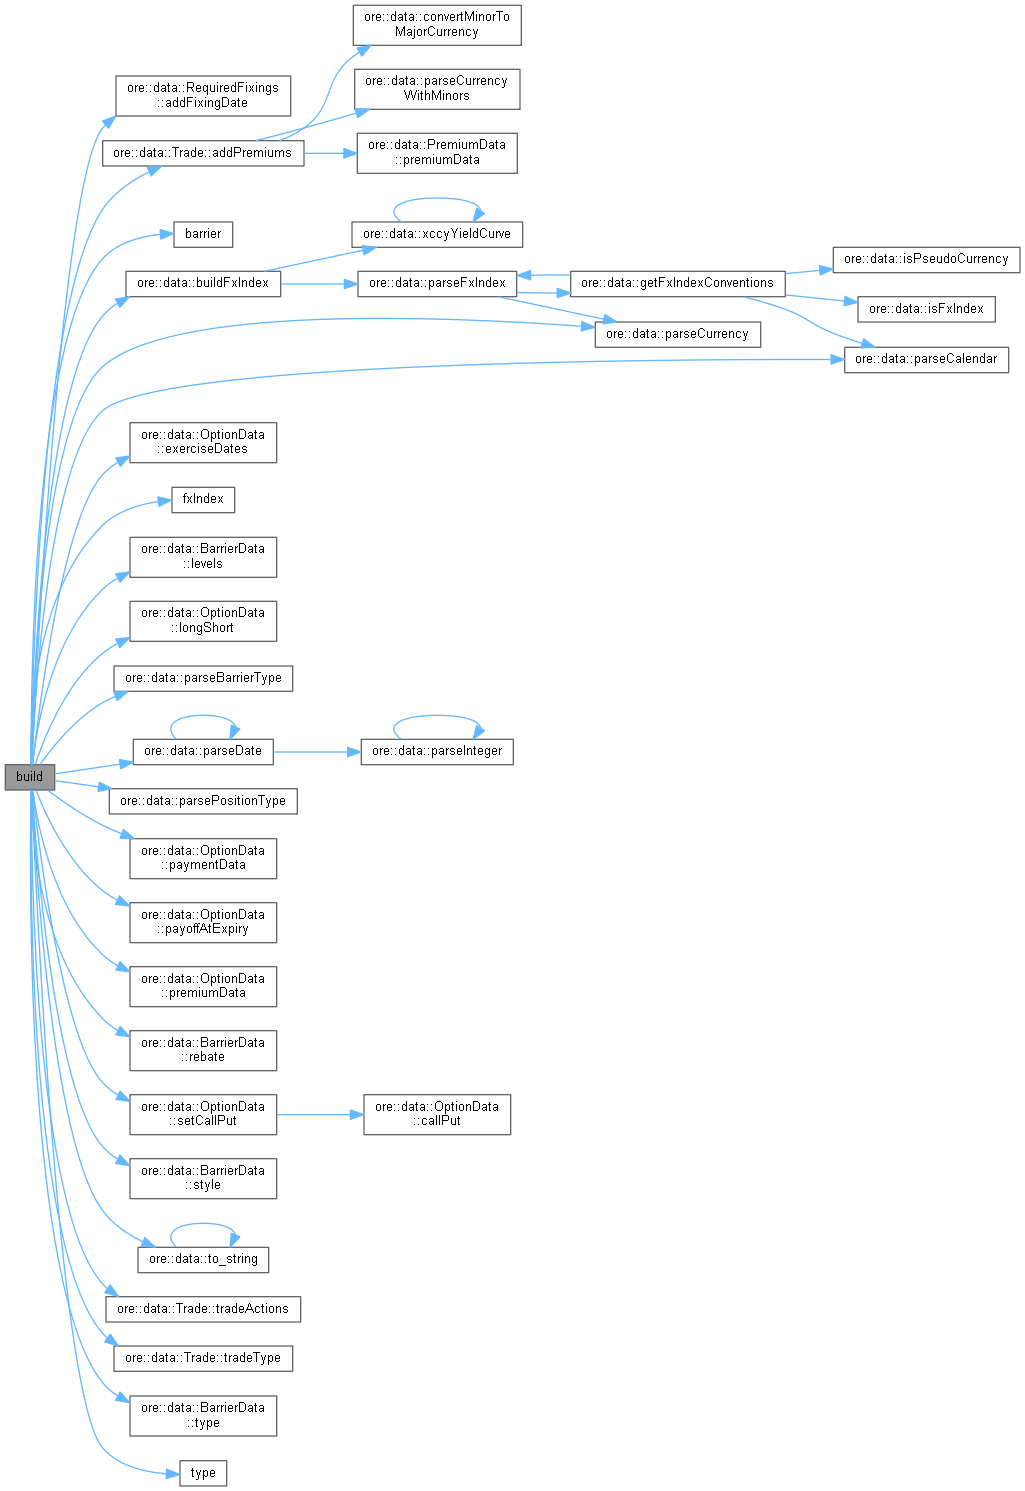 ore::data::convertMinorTo
MajorCurrency
ore::data::parseCurrency
WithMinors
ore::data::RequiredFixings
::addFixingDate
ore::data::Trade::addPremiums
ore::data::PremiumData
::premiumData
barrier
ore::data::xccyYieldCurve
ore::data::isPseudoCurrency
ore::data::buildFxIndex
ore::data::parseFxIndex
ore::data::getFxIndexConventions
ore::data::isFxIndex
ore::data::parseCurrency
ore::data::parseCalendar
ore::data::OptionData
::exerciseDates
fxIndex
ore::data::BarrierData
::levels
ore::data::OptionData
::longShort
ore::data::parseBarrierType
ore::data::parseDate
ore::data::parseInteger
build
ore::data::parsePositionType
ore::data::OptionData
::paymentData
ore::data::OptionData
::payoffAtExpiry
ore::data::OptionData
::premiumData
ore::data::BarrierData
::rebate
ore::data::OptionData
::setCallPut
ore::data::OptionData
::callPut
ore::data::BarrierData
::style
ore::data::to_string
ore::data::Trade::tradeActions
ore::data::Trade::tradeType
ore::data::BarrierData
::type
type